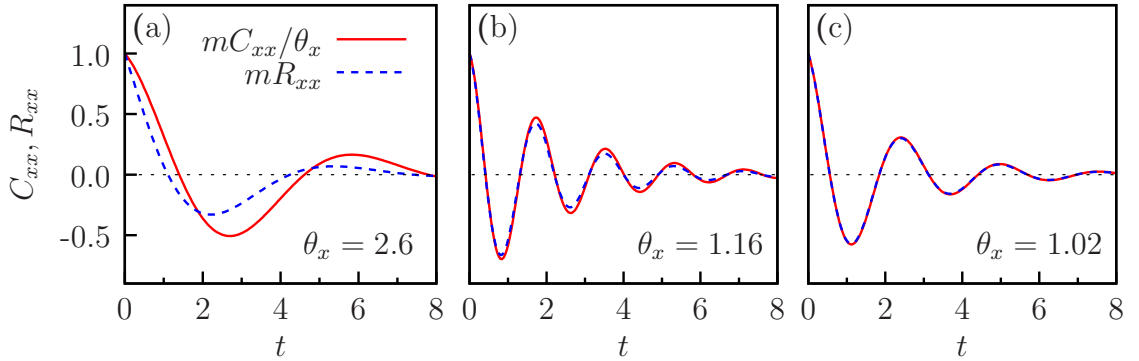 (a)
(b)
(c)
mC_{xx}/θ_x
mR_{xx}
C_{xx}, R_{xx}
1.0
0.5
0.0
-0.5
θ_x = 2.6
θ_x = 1.16
θ_x = 1.02
0 2 4 6 8
0 2 4 6 8
0 2 4 6 8
t
t
t